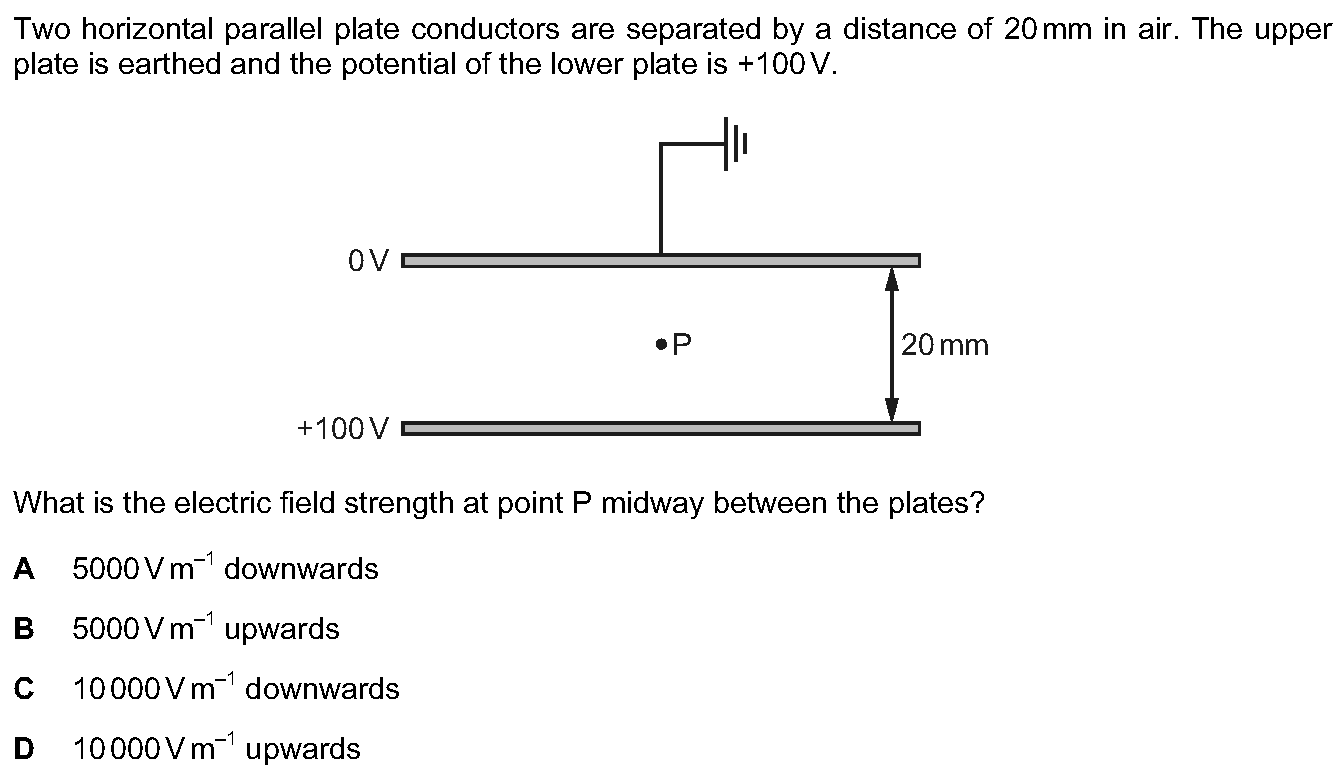 Two horizontal parallel plate conductors are separated by a distance of 20 mm in air. The upper
plate is earthed and the potential of the lower plate is +100 V.
0 V
P
20 mm
+100 V
What is the electric field strength at point P midway between the plates?
A 5000 V m⁻¹ downwards
B 5000 V m⁻¹ upwards
C 10 000 V m⁻¹ downwards
D 10 000 V m⁻¹ upwards